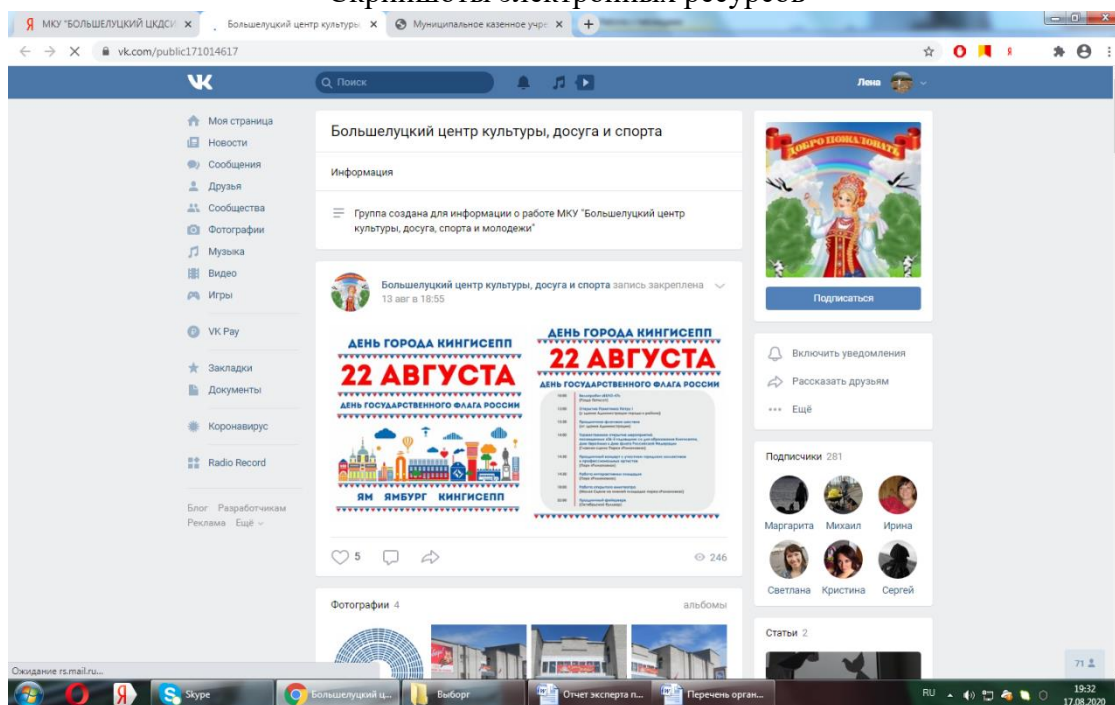 Скриншоты электронных ресурсов
МКУ "БОЛЬШЕЛУЦКИЙ ЦКДСИ
Большелуцкий центр культуры
Муниципальное казенное учре
vk.com/public171014617
Поиск
Лена
Моя страница
Новости
Сообщения
Друзья
Сообщества
Фотографии
Музыка
Видео
Игры
VK Pay
Закладки
Документы
Коронавирус
Radio Record
Блог Разработчикам
Реклама Ещё
Большелуцкий центр культуры, досуга и спорта
Информация
Группа создана для информации о работе МКУ "Большелуцкий центр
культуры, досуга, спорта и молодежи"
Большелуцкий центр культуры, досуга и спорта запись закреплена
13 авг в 18:55
ДЕНЬ ГОРОДА КИНГИСЕПП
22 АВГУСТА
ДЕНЬ ГОСУДАРСТВЕННОГО ФЛАГА РОССИИ
ЯМ ЯМБУРГ КИНГИСЕПП
ДЕНЬ ГОРОДА КИНГИСЕПП
22 АВГУСТА
ДЕНЬ ГОСУДАРСТВЕННОГО ФЛАГА РОССИИ
5
246
Фотографии 4
альбомы
ДОБРО ПОЖАЛОВАТЬ
Подписаться
Включить уведомления
Рассказать друзьям
Ещё
Подписчики 281
Маргарита Михаил Ирина
Светлана Кристина Сергей
Статьи 2
71
Ожидание rs.mail.ru...
Skype
Большелуцкий ц...
Выборг
Отчет эксперта п...
Перечень орган...
RU
19:32
17.08.2020